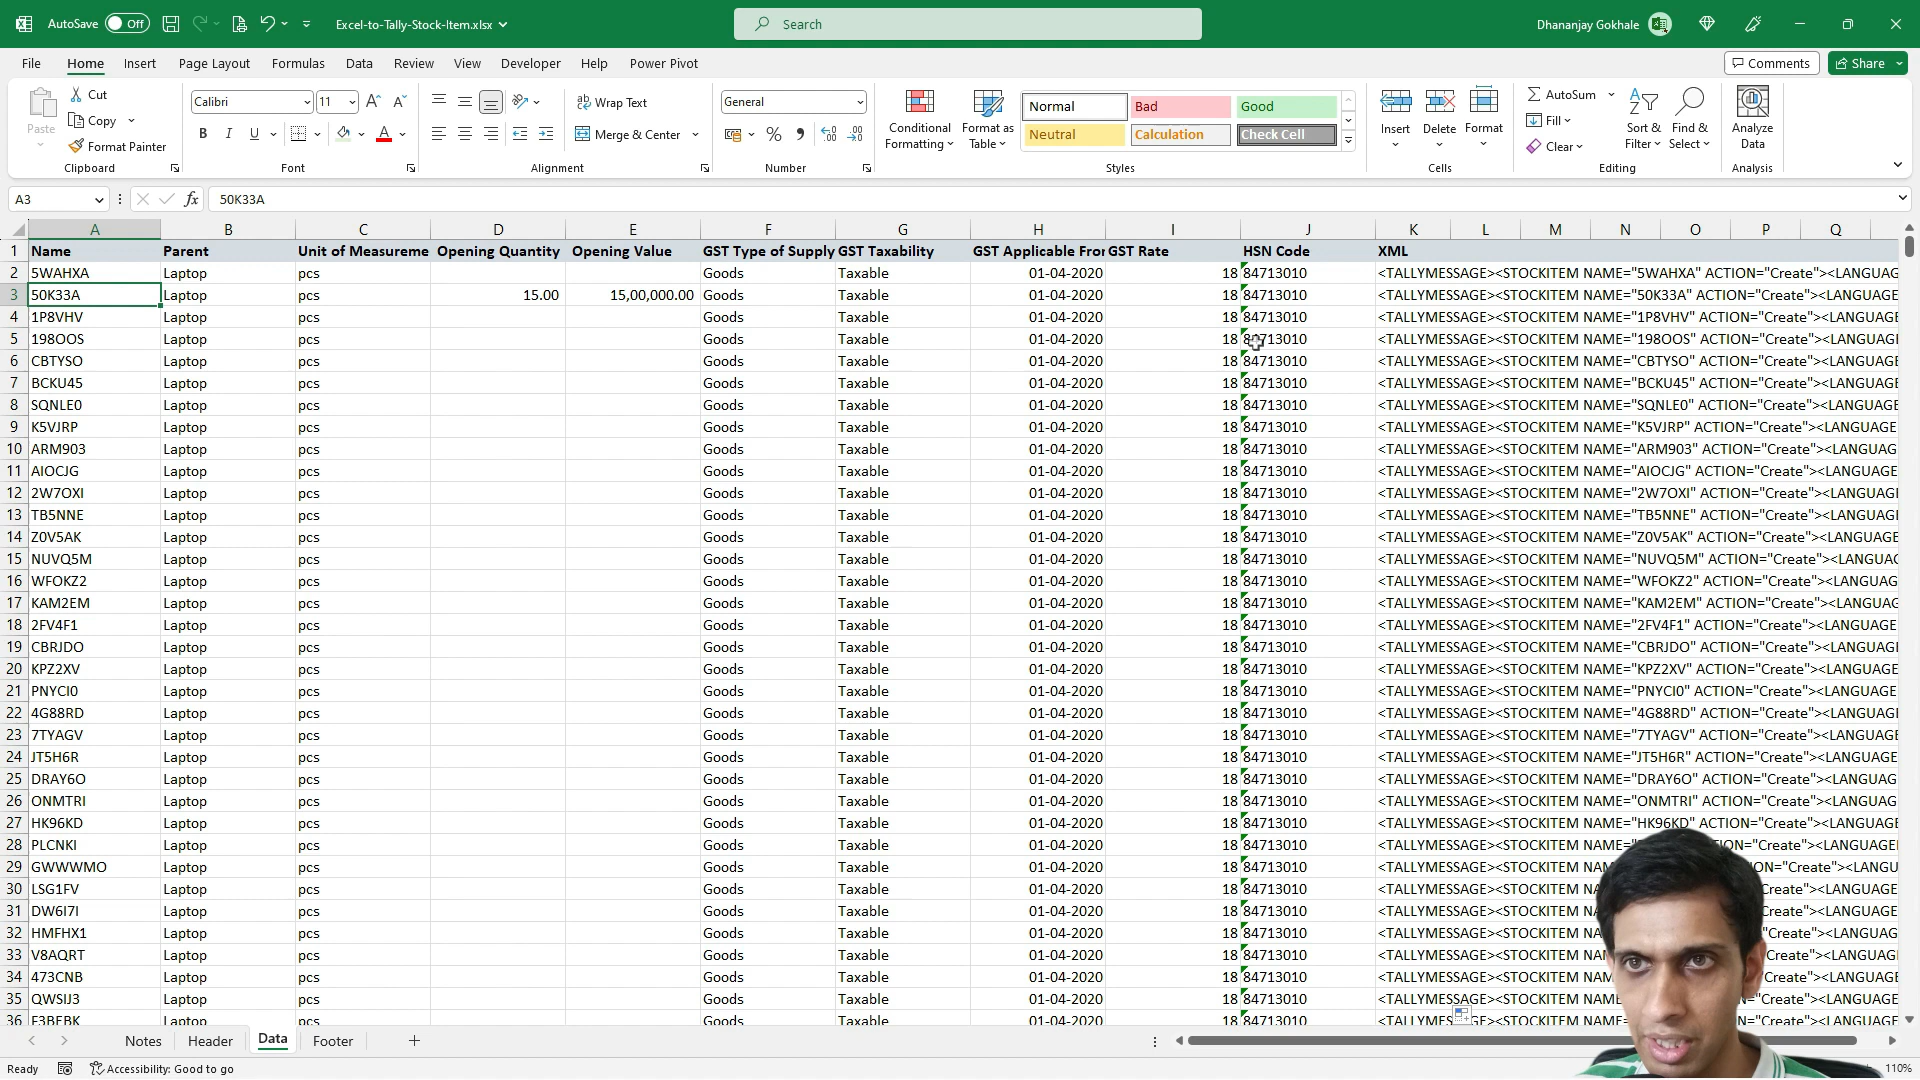 AutoSave Off Excel-to-Tally-Stock-Item.xlsx Search Dhananjay Gokhale
File Home Insert Page Layout Formulas Data Review View Developer Help Power Pivot Comments Share
Paste Cut Copy Format Painter Clipboard
Calibri 11 B I U Font
Wrap Text Merge & Center Alignment
General Number
Conditional Formatting Format as Table Normal Bad Good Neutral Calculation Check Cell Styles
Insert Delete Format Cells
AutoSum Fill Clear Sort & Filter Find & Select Editing
Analyze Data Analysis
A3 fx 50K33A
A B C D E F G H I J K L M N O P Q
1 Name Parent Unit of Measureme Opening Quantity Opening Value GST Type of Supply GST Taxability GST Applicable Fror GST Rate HSN Code XML
2 5WAHXA Laptop pcs Goods Taxable 01-04-2020 18 84713010 <TALLYMESSAGE><STOCKITEM NAME="5WAHXA" ACTION="Create"><LANGUAG
3 50K33A Laptop pcs 15.00 15,00,000.00 Goods Taxable 01-04-2020 18 84713010 <TALLYMESSAGE><STOCKITEM NAME="50K33A" ACTION="Create"><LANGUAGE
4 1P8VHV Laptop pcs Goods Taxable 01-04-2020 18 84713010 <TALLYMESSAGE><STOCKITEM NAME="1P8VHV" ACTION="Create"><LANGUAGE
5 198OOS Laptop pcs Goods Taxable 01-04-2020 18 84713010 <TALLYMESSAGE><STOCKITEM NAME="198OOS" ACTION="Create"><LANGUAGE
6 CBTYSO Laptop pcs Goods Taxable 01-04-2020 18 84713010 <TALLYMESSAGE><STOCKITEM NAME="CBTYSO" ACTION="Create"><LANGUAGE
7 BCKU45 Laptop pcs Goods Taxable 01-04-2020 18 84713010 <TALLYMESSAGE><STOCKITEM NAME="BCKU45" ACTION="Create"><LANGUAGE
8 SQNLE0 Laptop pcs Goods Taxable 01-04-2020 18 84713010 <TALLYMESSAGE><STOCKITEM NAME="SQNLE0" ACTION="Create"><LANGUAGE
9 K5VJRP Laptop pcs Goods Taxable 01-04-2020 18 84713010 <TALLYMESSAGE><STOCKITEM NAME="K5VJRP" ACTION="Create"><LANGUAGE
10 ARM903 Laptop pcs Goods Taxable 01-04-2020 18 84713010 <TALLYMESSAGE><STOCKITEM NAME="ARM903" ACTION="Create"><LANGUAG
11 AIOCJG Laptop pcs Goods Taxable 01-04-2020 18 84713010 <TALLYMESSAGE><STOCKITEM NAME="AIOCJG" ACTION="Create"><LANGUAGE
12 2W7OXI Laptop pcs Goods Taxable 01-04-2020 18 84713010 <TALLYMESSAGE><STOCKITEM NAME="2W7OXI" ACTION="Create"><LANGUAGE
13 TB5NNE Laptop pcs Goods Taxable 01-04-2020 18 84713010 <TALLYMESSAGE><STOCKITEM NAME="TB5NNE" ACTION="Create"><LANGUAGE
14 Z0V5AK Laptop pcs Goods Taxable 01-04-2020 18 84713010 <TALLYMESSAGE><STOCKITEM NAME="Z0V5AK" ACTION="Create"><LANGUAGE
15 NUVQ5M Laptop pcs Goods Taxable 01-04-2020 18 84713010 <TALLYMESSAGE><STOCKITEM NAME="NUVQ5M" ACTION="Create"><LANGUAG
16 WFOKZ2 Laptop pcs Goods Taxable 01-04-2020 18 84713010 <TALLYMESSAGE><STOCKITEM NAME="WFOKZ2" ACTION="Create"><LANGUAG
17 KAM2EM Laptop pcs Goods Taxable 01-04-2020 18 84713010 <TALLYMESSAGE><STOCKITEM NAME="KAM2EM" ACTION="Create"><LANGUAG
18 2FV4F1 Laptop pcs Goods Taxable 01-04-2020 18 84713010 <TALLYMESSAGE><STOCKITEM NAME="2FV4F1" ACTION="Create"><LANGUAGE
19 CBRJDO Laptop pcs Goods Taxable 01-04-2020 18 84713010 <TALLYMESSAGE><STOCKITEM NAME="CBRJDO" ACTION="Create"><LANGUAGE
20 KPZ2XV Laptop pcs Goods Taxable 01-04-2020 18 84713010 <TALLYMESSAGE><STOCKITEM NAME="KPZ2XV" ACTION="Create"><LANGUAGE
21 PNYCI0 Laptop pcs Goods Taxable 01-04-2020 18 84713010 <TALLYMESSAGE><STOCKITEM NAME="PNYCI0" ACTION="Create"><LANGUAGE
22 4G88RD Laptop pcs Goods Taxable 01-04-2020 18 84713010 <TALLYMESSAGE><STOCKITEM NAME="4G88RD" ACTION="Create"><LANGUAGE
23 7TYAGV Laptop pcs Goods Taxable 01-04-2020 18 84713010 <TALLYMESSAGE><STOCKITEM NAME="7TYAGV" ACTION="Create"><LANGUAGE
24 JT5H6R Laptop pcs Goods Taxable 01-04-2020 18 84713010 <TALLYMESSAGE><STOCKITEM NAME="JT5H6R" ACTION="Create"><LANGUAGE
25 DRAY6O Laptop pcs Goods Taxable 01-04-2020 18 84713010 <TALLYMESSAGE><STOCKITEM NAME="DRAY6O" ACTION="Create"><LANGUAG
26 ONMTRI Laptop pcs Goods Taxable 01-04-2020 18 84713010 <TALLYMESSAGE><STOCKITEM NAME="ONMTRI" ACTION="Create"><LANGUAG
27 HK96KD Laptop pcs Goods Taxable 01-04-2020 18 84713010 <TALLYMESSAGE><STOCKITEM NAME="HK96KD" ACTION="Create"><LANGUAG
28 PLCNKI Laptop pcs Goods Taxable 01-04-2020 18 84713010 <TALLYMESSAGE><STOCKITEM ACTION="Create"><LANGUAGE
29 GWWWMO Laptop pcs Goods Taxable 01-04-2020 18 84713010 <TALLYMESSAGE><STOCKITEM ="Create"><LANGUA
30 LSG1FV Laptop pcs Goods Taxable 01-04-2020 18 84713010 <TALLYMESSAGE><STOCKITEM Create"><LANGUAGE
31 DW6I7I Laptop pcs Goods Taxable 01-04-2020 18 84713010 <TALLYMESSAGE><STOCKITEM Create"><LANGUAGE
32 HMFHX1 Laptop pcs Goods Taxable 01-04-2020 18 84713010 <TALLYMESSAGE><STOCKITEM Create"><LANGUAG
33 V8AQRT Laptop pcs Goods Taxable 01-04-2020 18 84713010 <TALLYMESSAGE><STOCKITEM Create"><LANGUAG
34 473CNB Laptop pcs Goods Taxable 01-04-2020 18 84713010 <TALLYMESSAGE><STOCKITEM Create"><LANGUAGE
35 QWSIJ3 Laptop pcs Goods Taxable 01-04-2020 18 84713010 <TALLYMESSAGE><STOCKITEM reate"><LANGUAGE
36 Laptop pcs Goods Taxable 01-04-2020 18 84713010 <LANGUAGE
Notes Header Data Footer
Ready Accessibility: Good to go 110%